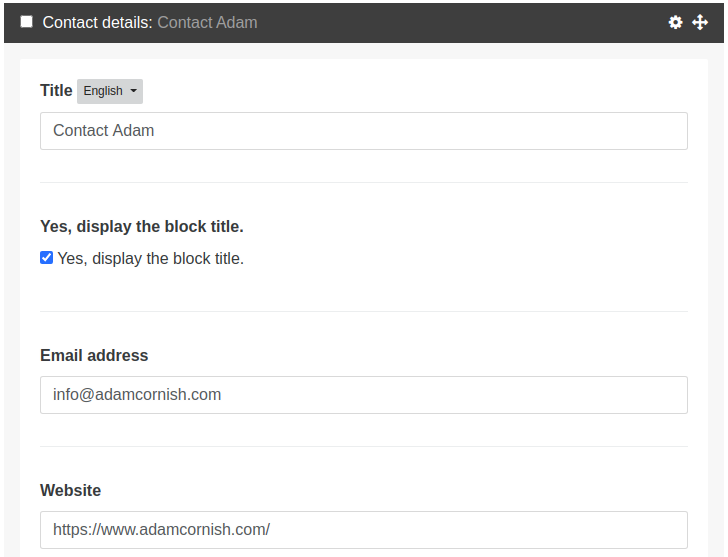 Contact details: Contact Adam
Title English
Contact Adam
Yes, display the block title.
Yes, display the block title.
Email address
info@adamcornish.com
Website
https://www.adamcornish.com/